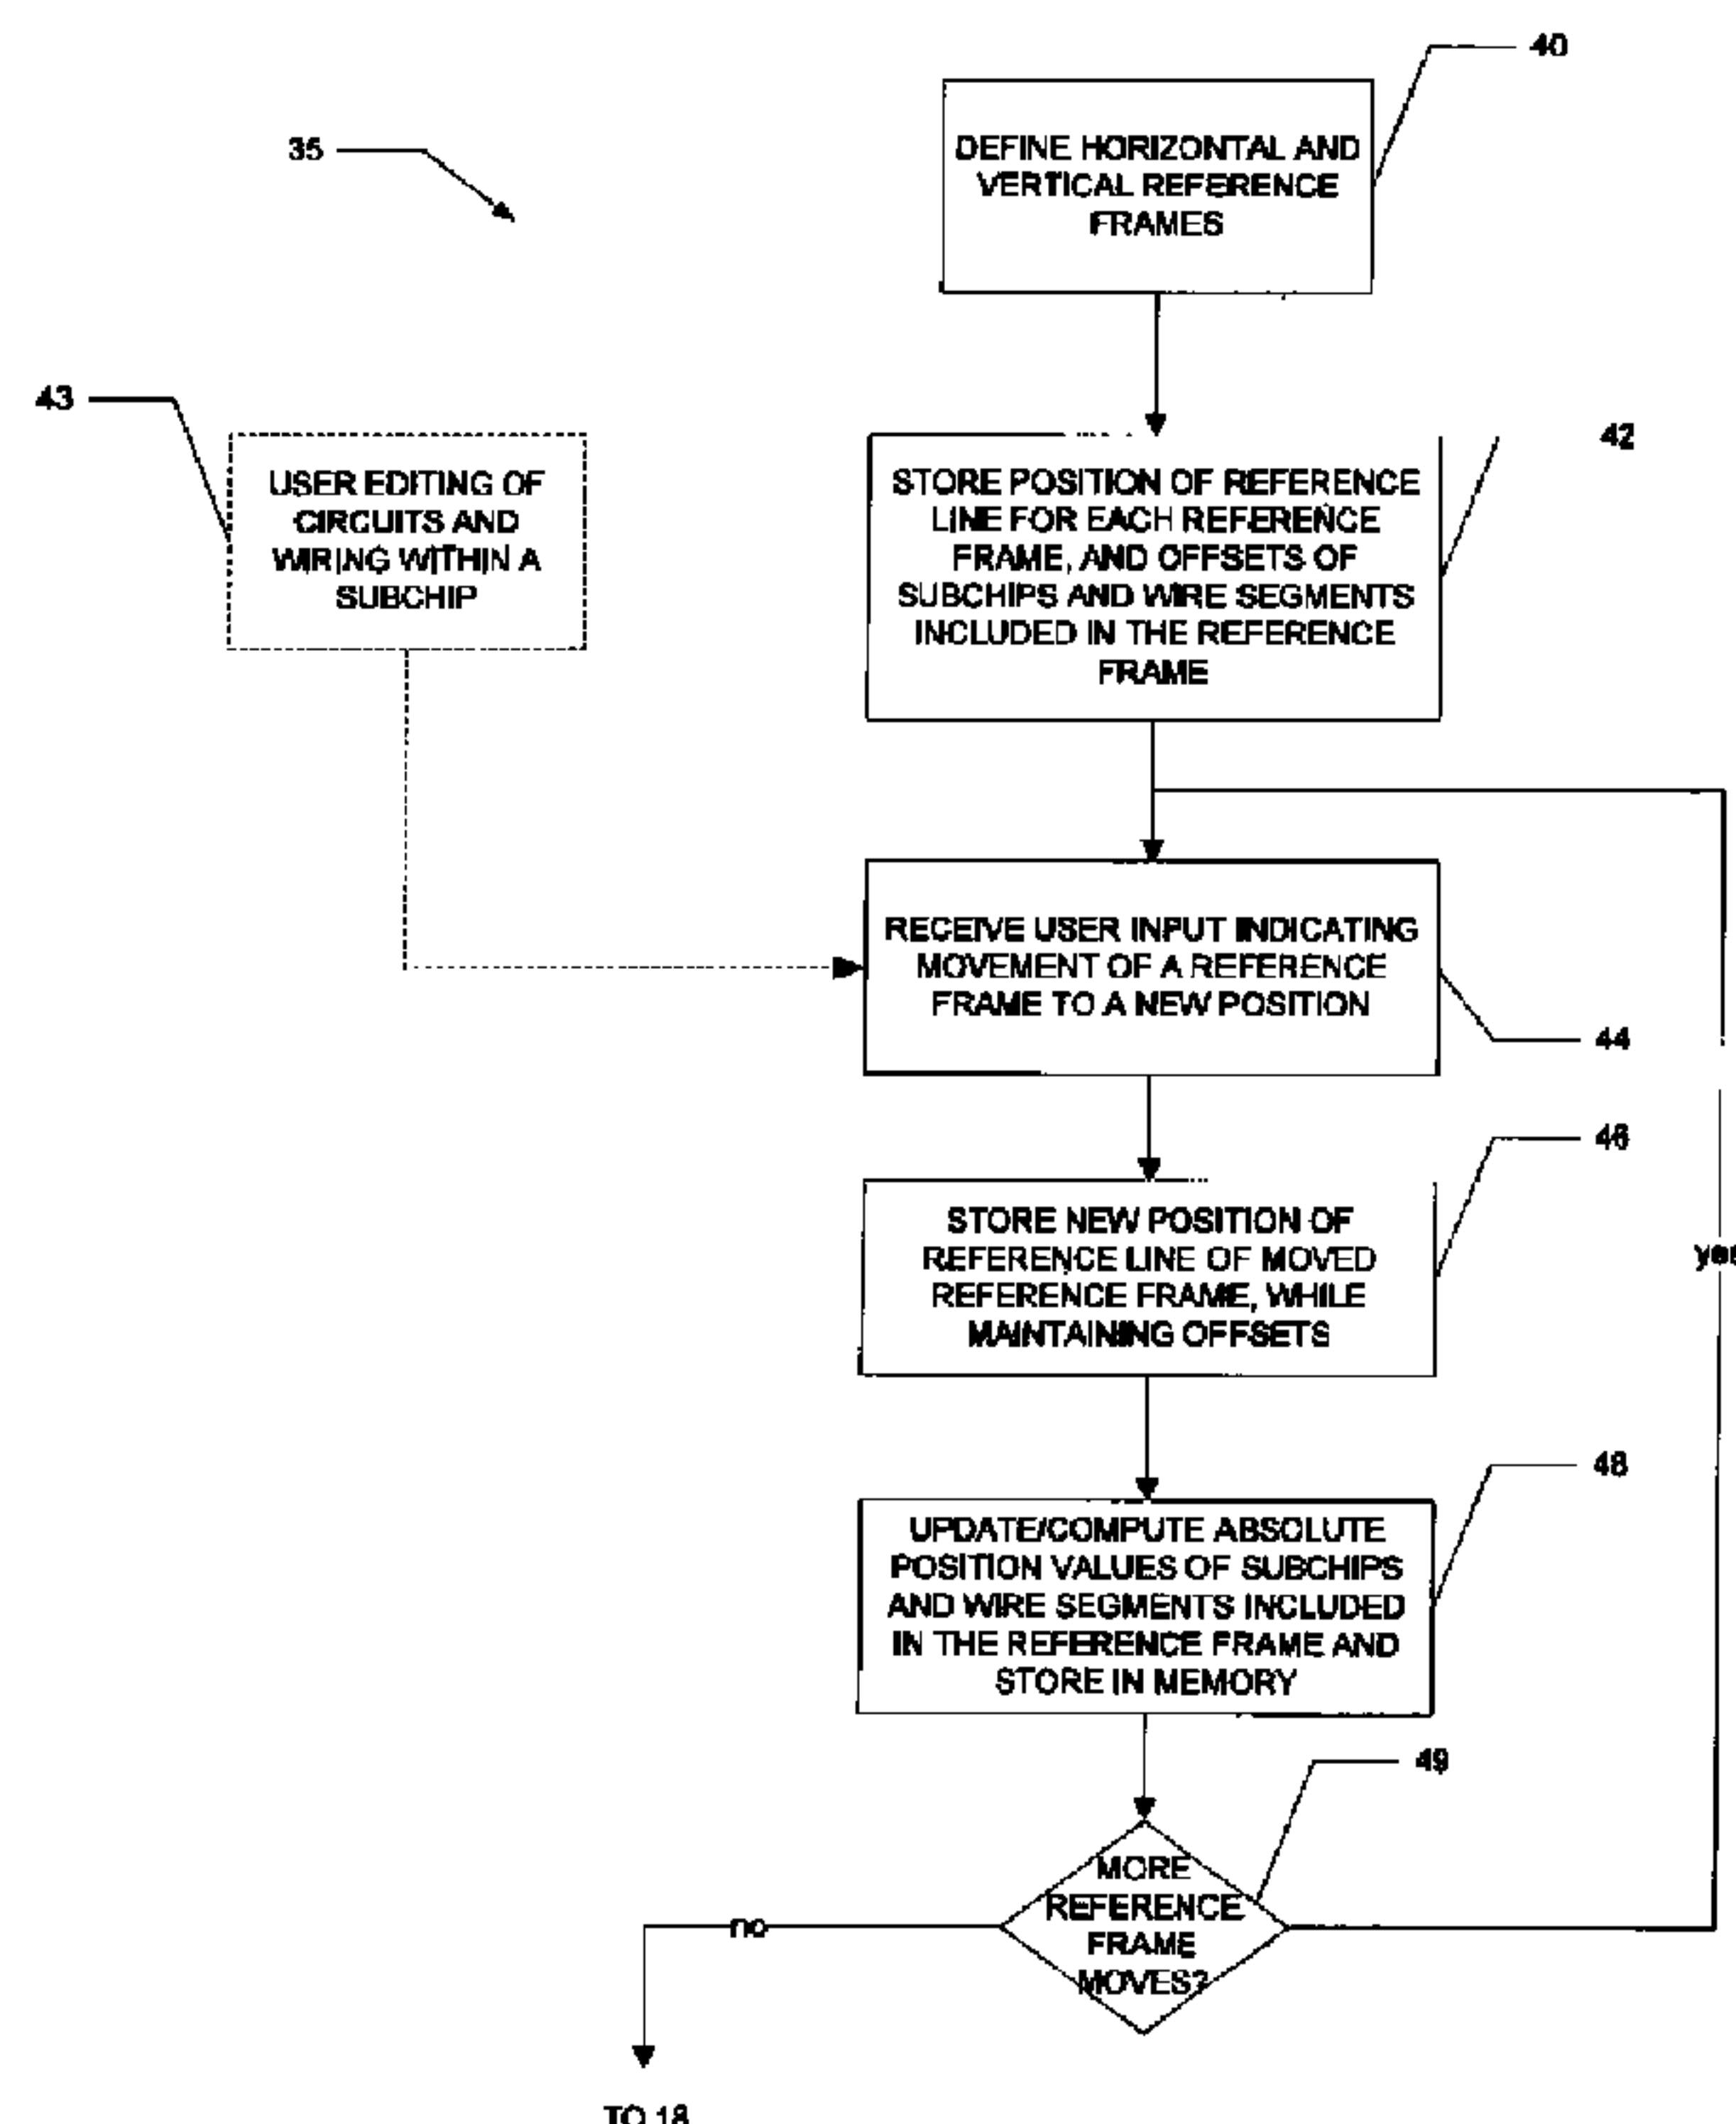 40
35
DEFINE HORIZONTAL AND
VERTICAL REFERENCE
FRAMES
43
42
USER EDITING OF
CIRCUITS AND
WIRING WITHIN A
SUBCHIP
STORE POSITION OF REFERENCE
LINE FOR EACH REFERENCE
FRAME, AND OFFSETS OF
SUBCHIPS AND WIRE SEGMENTS
INCLUDED IN THE REFERENCE
FRAME
RECEIVE USER INPUT INDICATING
MOVEMENT OF A REFERENCE
FRAME TO A NEW POSITION
44
46
STORE NEW POSITION OF
REFERENCE LINE OF MOVED
REFERENCE FRAME, WHILE
MAINTAINING OFFSETS
yes
48
UPDATE/COMPUTE ABSOLUTE
POSITION VALUES OF SUBCHIPS
AND WIRE SEGMENTS INCLUDED
IN THE REFERENCE FRAME AND
STORE IN MEMORY
49
MORE
REFERENCE
FRAME
MOVES?
no
TO 18